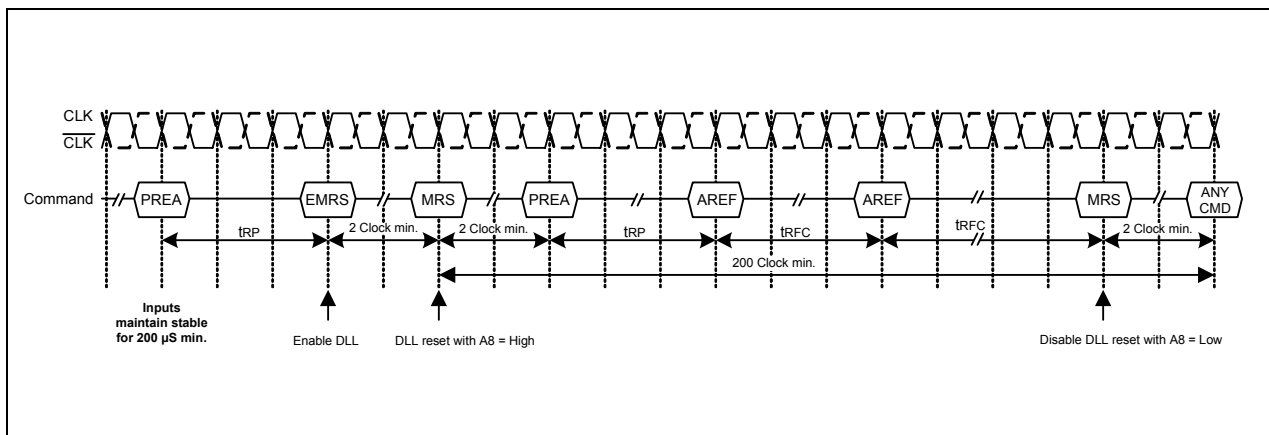 CLK
CLK
Command
PREA
EMRS
MRS
PREA
AREF
AREF
MRS
ANY
CMD
tRP
2 Clock min.
2 Clock min.
tRP
tRFC
tRFC
2 Clock min.
200 Clock min.
Inputs
maintain stable
for 200 µS min.
Enable DLL
DLL reset with A8 = High
Disable DLL reset with A8 = Low